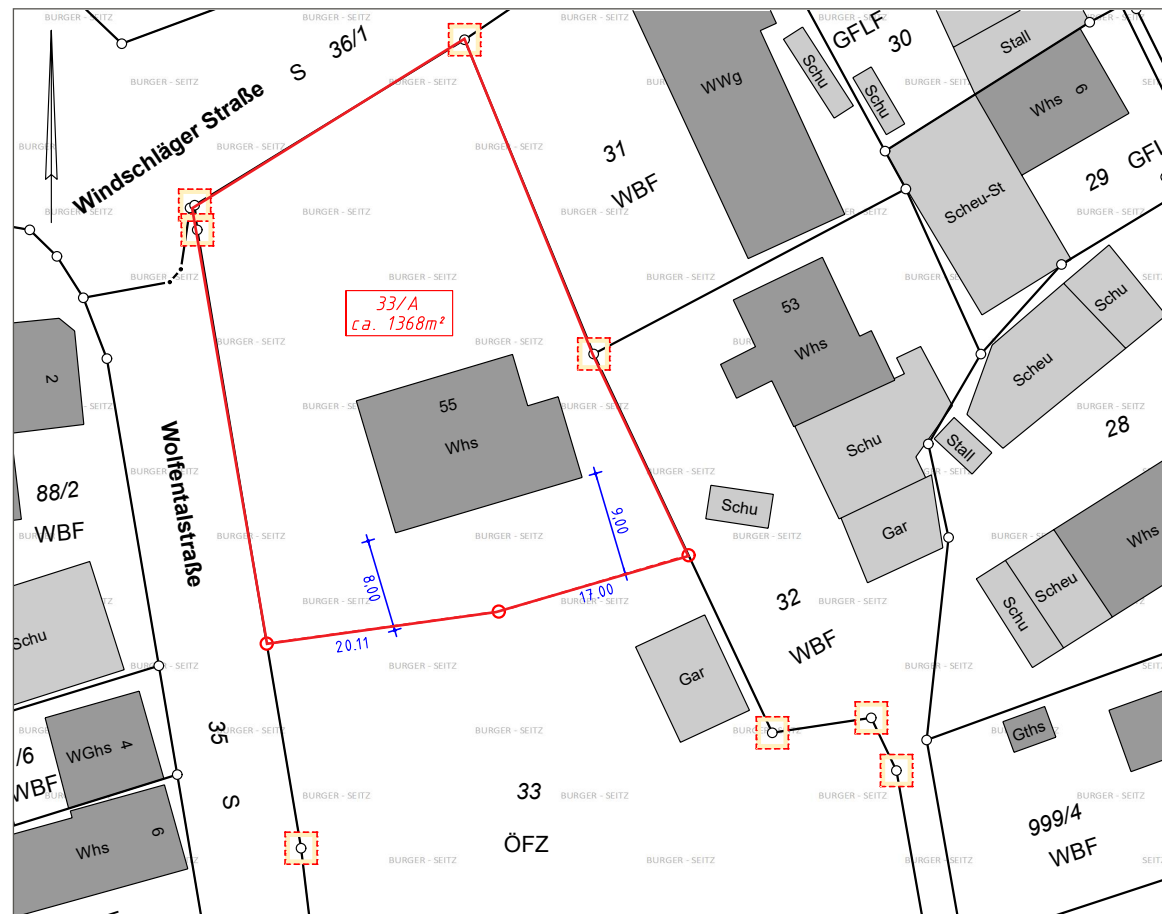 36/1
S
Windschläger Straße
WWg
Schu
GFLF
30
Schu
Stall
Whs
6
31
WBF
29
Scheu-St
33/A
ca. 1368m²
53
Whs
Schu
Scheu
Stall
28
2
55
Whs
Wolfentalstraße
88/2
WBF
9,00
8,00
17.00
20.11
Schu
Schu
Gar
Whs
Scheu
Schu
Schu
32
WBF
Gar
35
S
/6
WBF
WGhs
4
Whs
6
33
ÖFZ
Gths
999/4
WBF
BURGER - SEITZ